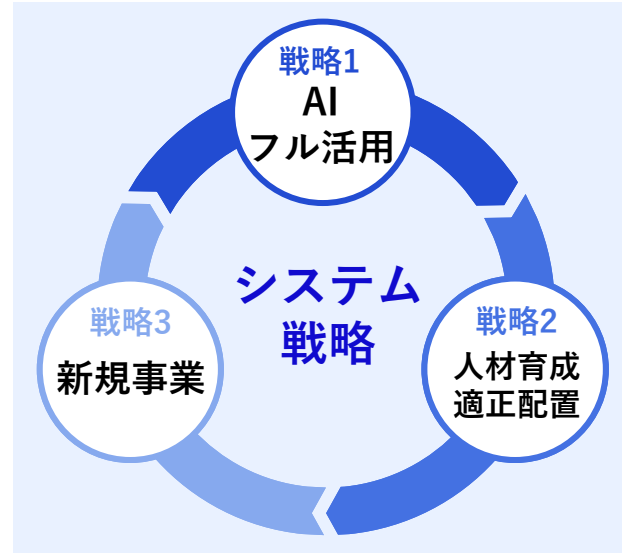 戦略1
AI
フル活用
システム
戦略
戦略3
新規事業
戦略2
人材育成
適正配置